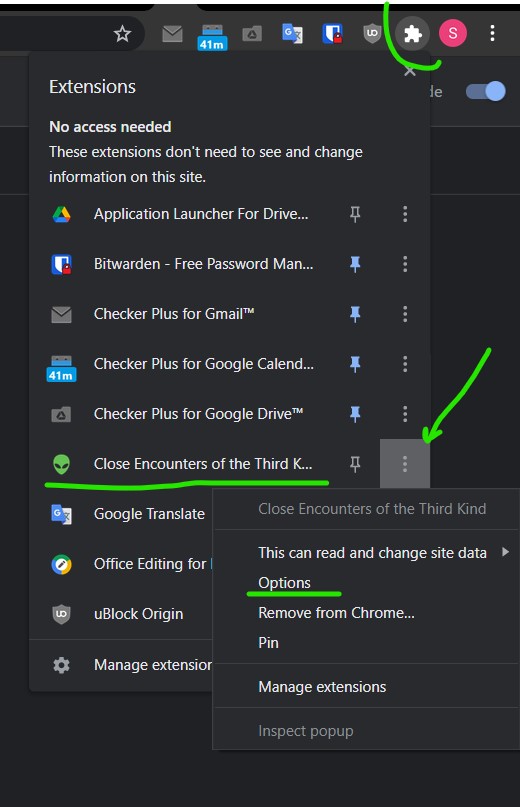 41m
UO
S
Extensions
de
No access needed
These extensions don't need to see and change
information on this site.
Application Launcher For Drive...
Bitwarden - Free Password Man...
Checker Plus for Gmail™
Checker Plus for Google Calend...
41m
Checker Plus for Google Drive™
Close Encounters of the Third K...
Google Translate
Close Encounters of the Third Kind
This can read and change site data
Office Editing for
Options
uBlock Origin
Remove from Chrome...
Pin
Manage extension
Manage extensions
Inspect popup